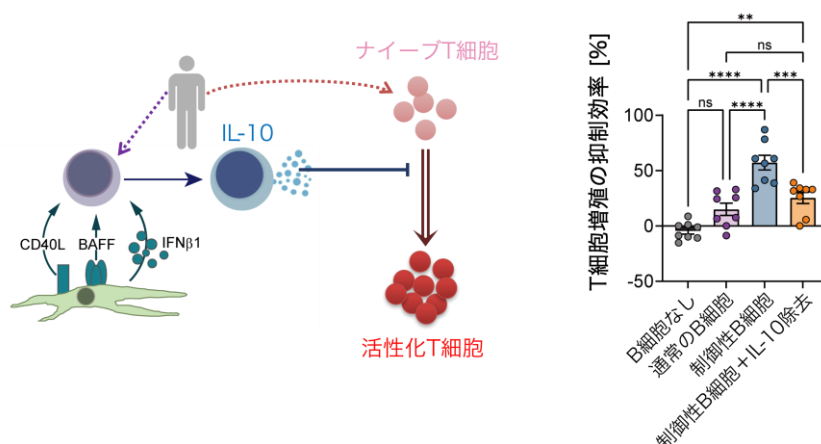 ナイーブT細胞
IL-10
CD40L
BAFF
IFNβ1
活性化T細胞
T細胞増殖の抑制効率 [%]
**
ns
****
***
ns
****
100
50
0
-50
B細胞なし
通常のB細胞
制御性B細胞
制御性B細胞+IL-10除去